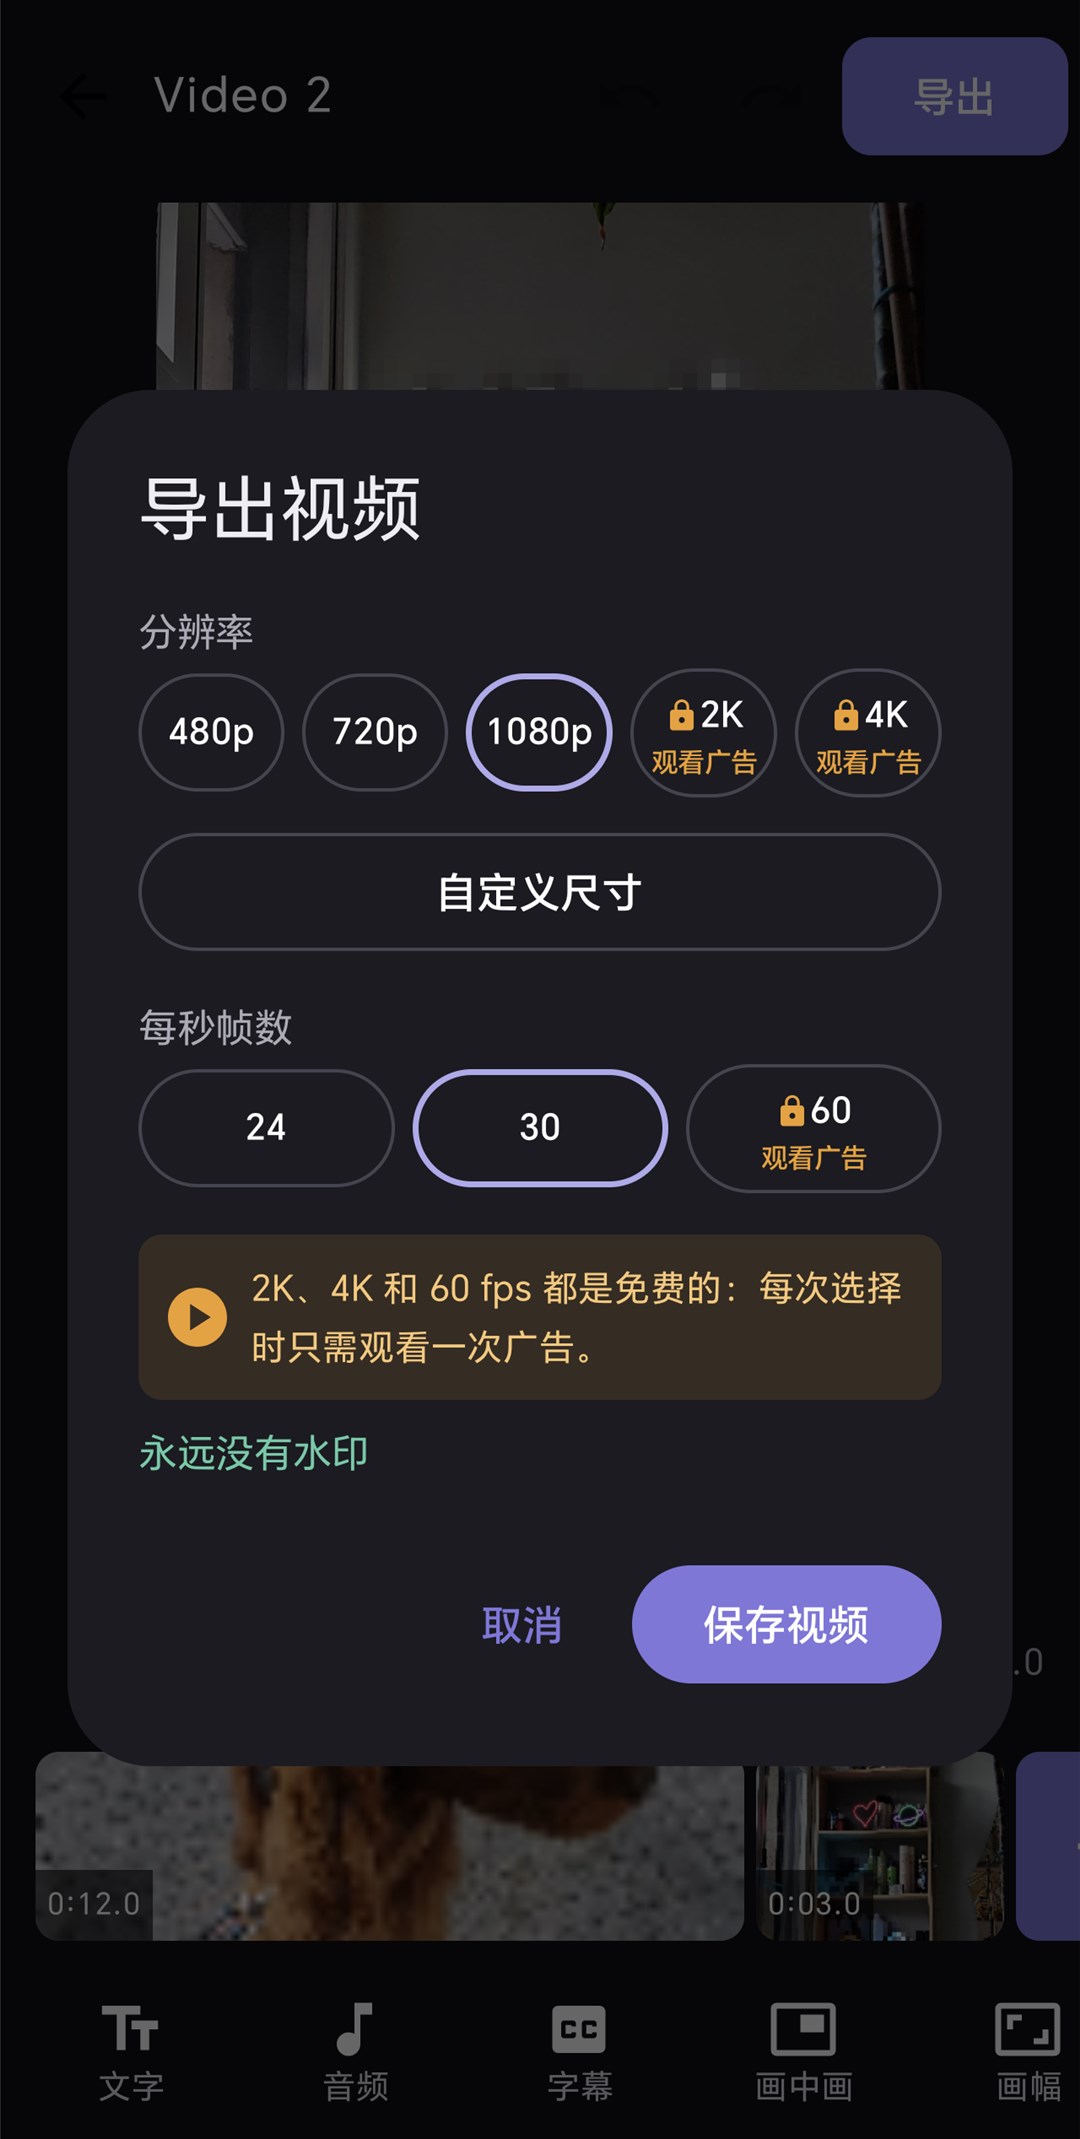 Video 2
导出
导出视频
分辨率
480p
720p
1080p
2K
观看广告
4K
观看广告
自定义尺寸
每秒帧数
24
30
60
观看广告
2K、4K 和 60 fps 都是免费的：每次选择
时只需观看一次广告。
永远没有水印
取消
保存视频
.0
0:12.0
0:03.0
CC
文字
音频
字幕
画中画
画幅